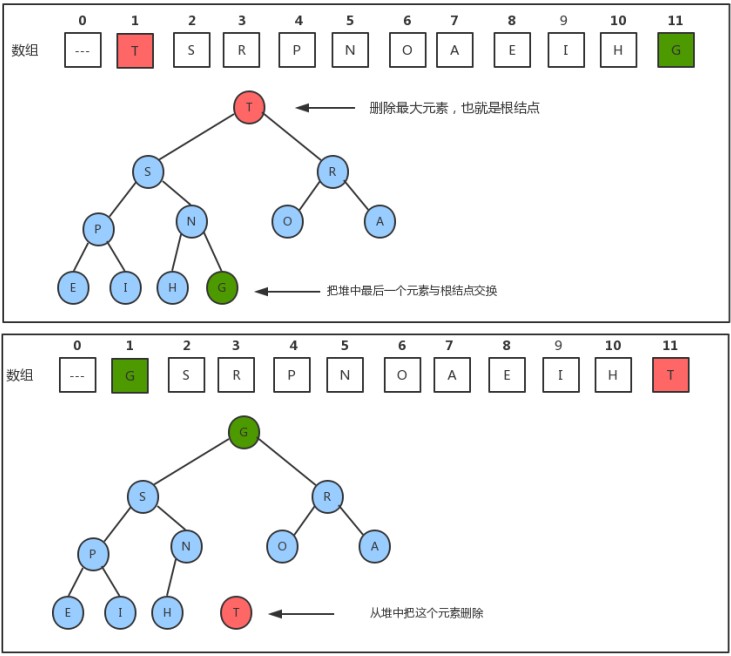 0 1 2 3 4 5 6 7 8 9 10 11
数组 --- T S R P N O A E I H G
T 删除最大元素，也就是根结点
S R
P N O A
E I H G 把堆中最后一个元素与根结点交换
0 1 2 3 4 5 6 7 8 9 10 11
数组 --- G S R P N O A E I H T
G
S R
P N O A
E I H T 从堆中把这个元素删除